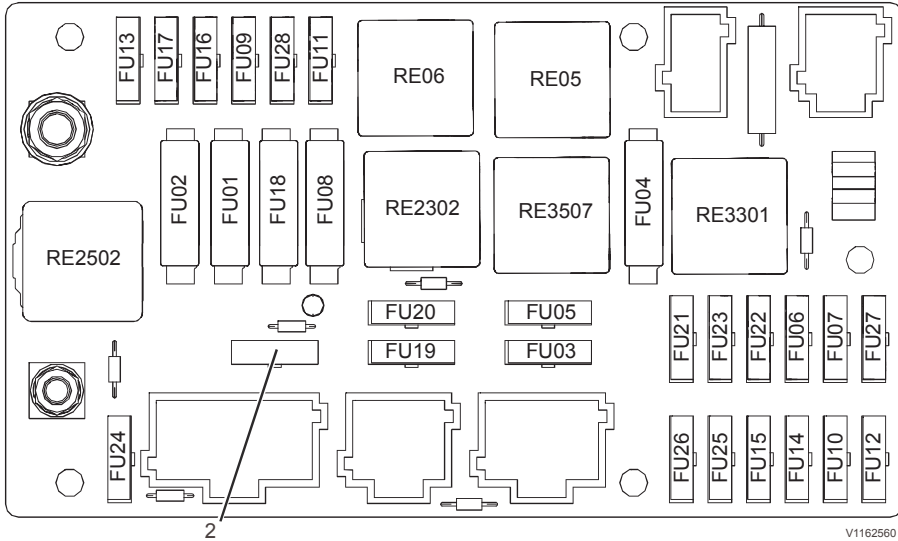 FU13 FU17 FU16 FU09 FU28 FU11
RE06 RE05
FU02 FU01 FU18 FU08 RE2302 RE3507 FU04 RE3301
RE2502
FU20 FU05
FU19 FU03
FU21 FU23 FU22 FU06 FU07 FU27
FU24
FU26 FU25 FU15 FU14 FU10 FU12
2
V1162560